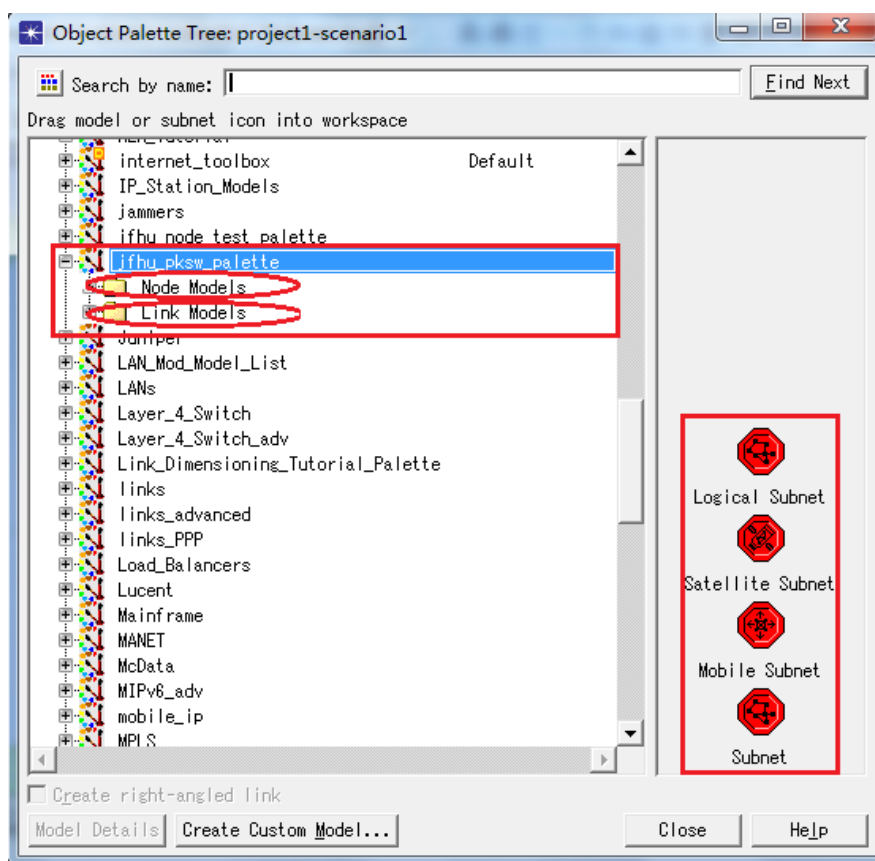 Object Palette Tree: project1-scenario1
Search by name:
Find Next
Drag model or subnet icon into workspace
internet_toolbox Default
IP_Station_Models
jammers
jfhu_node_test_palette
jfhu_pksw_palette
Node Models
Link Models
Juniper
LAN_Mod_Model_List
LANs
Layer_4_Switch
Layer_4_Switch_adv
Link_Dimensioning_Tutorial_Palette
links
links_advanced
links_PPP
Load_Balancers
Lucent
Mainframe
MANET
McData
MIPv6_adv
mobile_ip
MPLS
Logical Subnet
Satellite Subnet
Mobile Subnet
Subnet
Create right-angled link
Model Details
Create Custom Model...
Close
Help